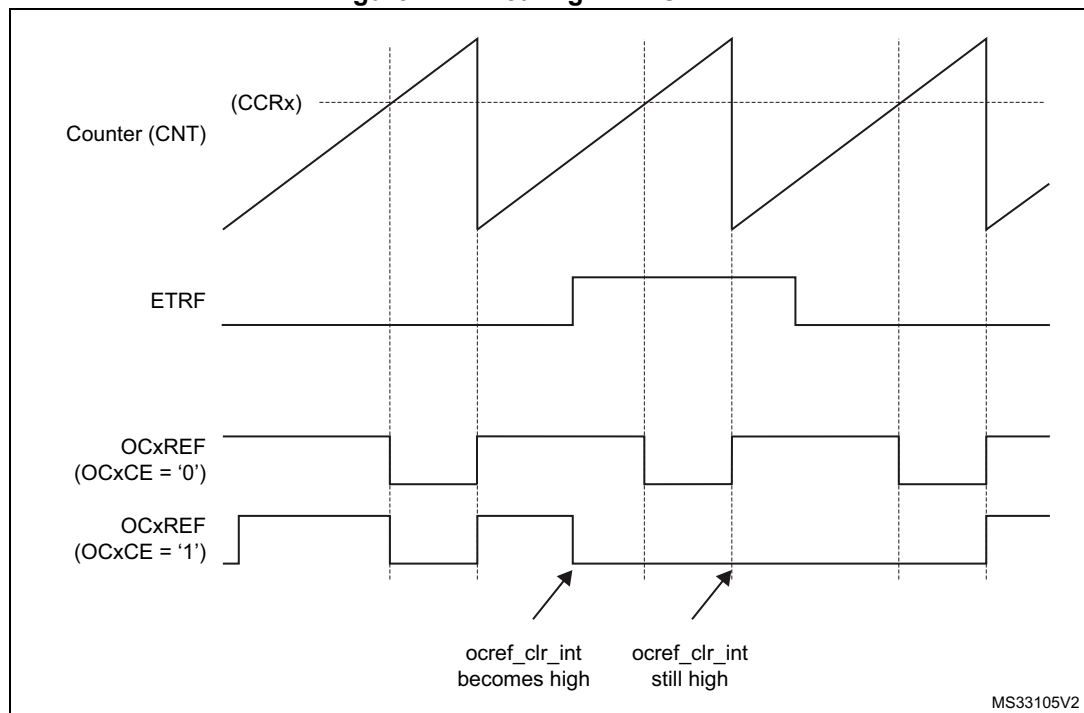 (CCRx)
Counter (CNT)
ETRF
OCxREF
(OCxCE = ‘0’)
OCxREF
(OCxCE = ‘1’)
ocref_clr_int
becomes high
ocref_clr_int
still high
MS33105V2